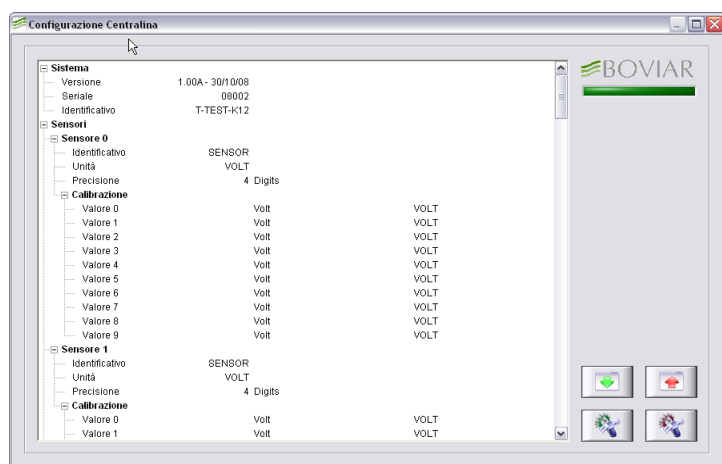 Configurazione Centralina
BOVIAR
Sistema
Versione 1.00A - 30/10/08
Seriale 08002
Identificativo T-TEST-K12
Sensori
Sensore 0
Identificativo SENSOR
Unità VOLT
Precisione 4 Digits
Calibrazione
Valore 0 Volt VOLT
Valore 1 Volt VOLT
Valore 2 Volt VOLT
Valore 3 Volt VOLT
Valore 4 Volt VOLT
Valore 5 Volt VOLT
Valore 6 Volt VOLT
Valore 7 Volt VOLT
Valore 8 Volt VOLT
Valore 9 Volt VOLT
Sensore 1
Identificativo SENSOR
Unità VOLT
Precisione 4 Digits
Calibrazione
Valore 0 Volt VOLT
Valore 1 Volt VOLT